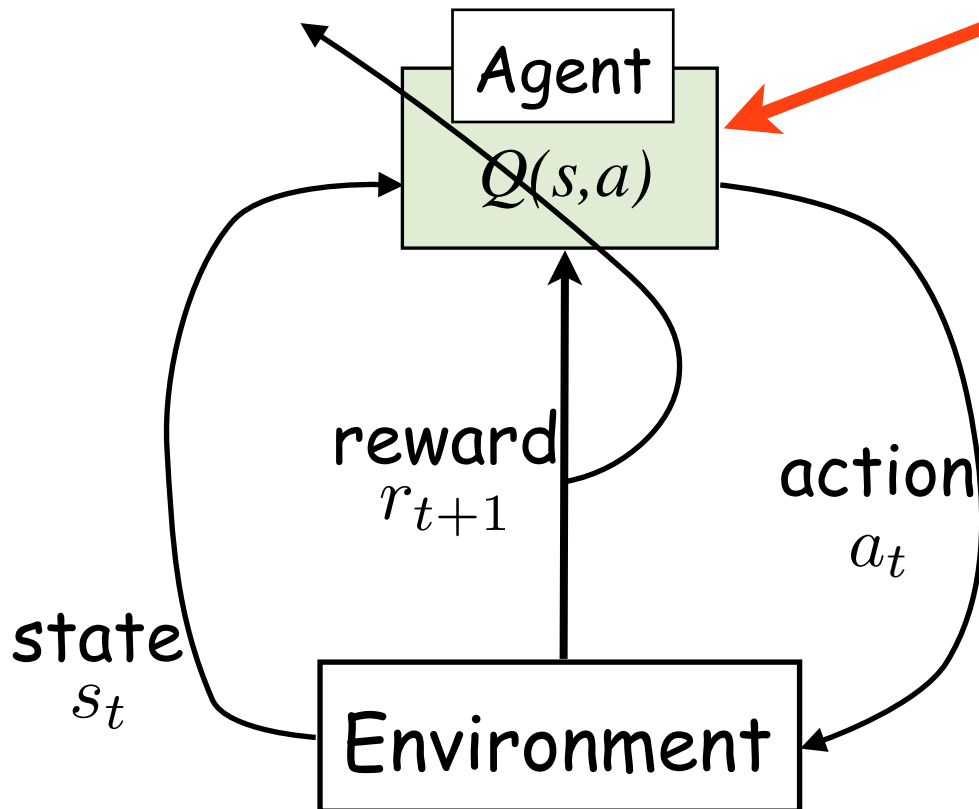 Agent
Q(s,a)
reward
r_{t+1}
action
a_t
state
s_t
Environment